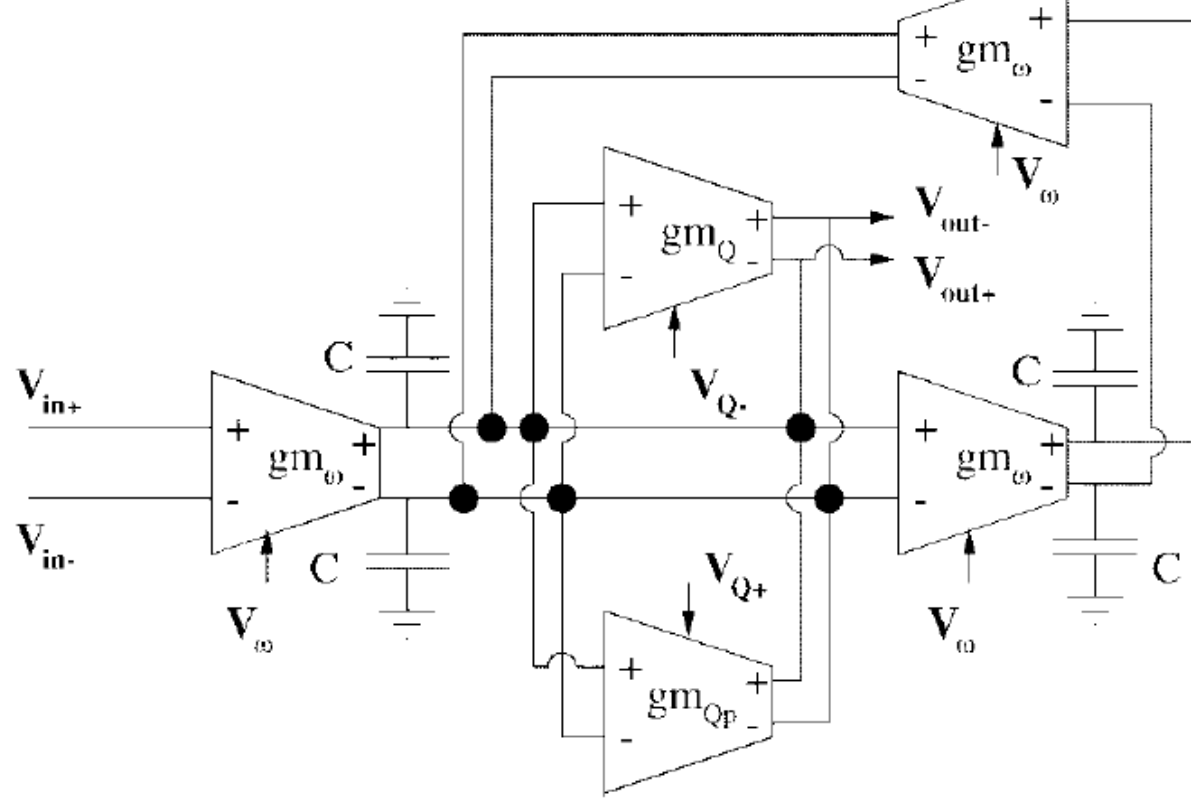 + gmω +
- -
Vω
+ gmQ + Vout-
- - Vout+
VQ-
C
Vin+ + gmω +
- -
Vin- C
Vω
C
+ gmω +
- -
C
Vω
VQ+
+ gmQp +
- -